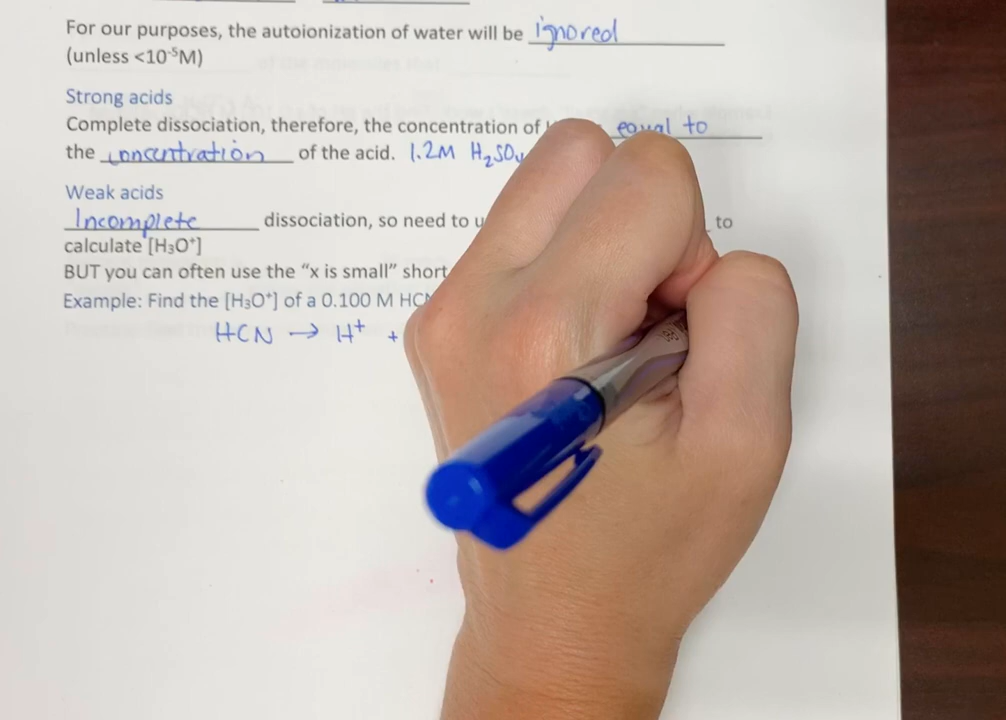 For our purposes, the autoionization of water will be ignored
(unless <10⁻⁵M)
Strong acids
Complete dissociation, therefore, the concentration of equal to
the concentration of the acid. 1.2M H₂SO₄
Weak acids
Incomplete dissociation, so need to to
calculate [H₃O⁺]
BUT you can often use the “x is small” short
Example: Find the [H₃O⁺] of a 0.100 M HCN
HCN → H⁺ +